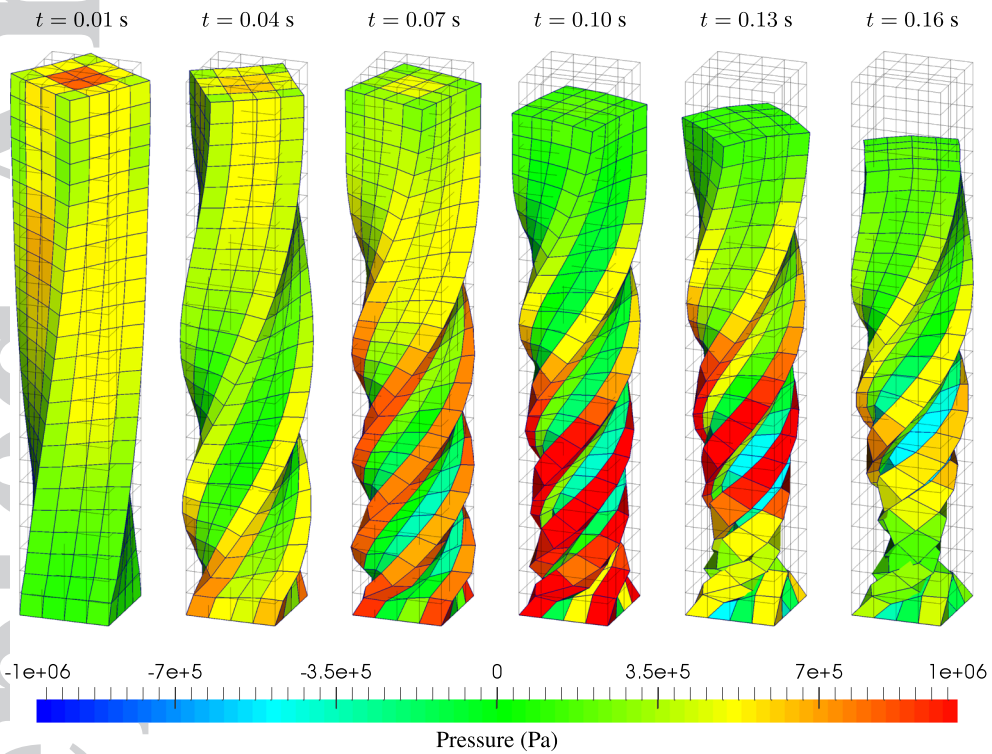 t = 0.01 s t = 0.04 s t = 0.07 s t = 0.10 s t = 0.13 s t = 0.16 s
-1e+06 -7e+5 -3.5e+5 0 3.5e+5 7e+5 1e+06
Pressure (Pa)